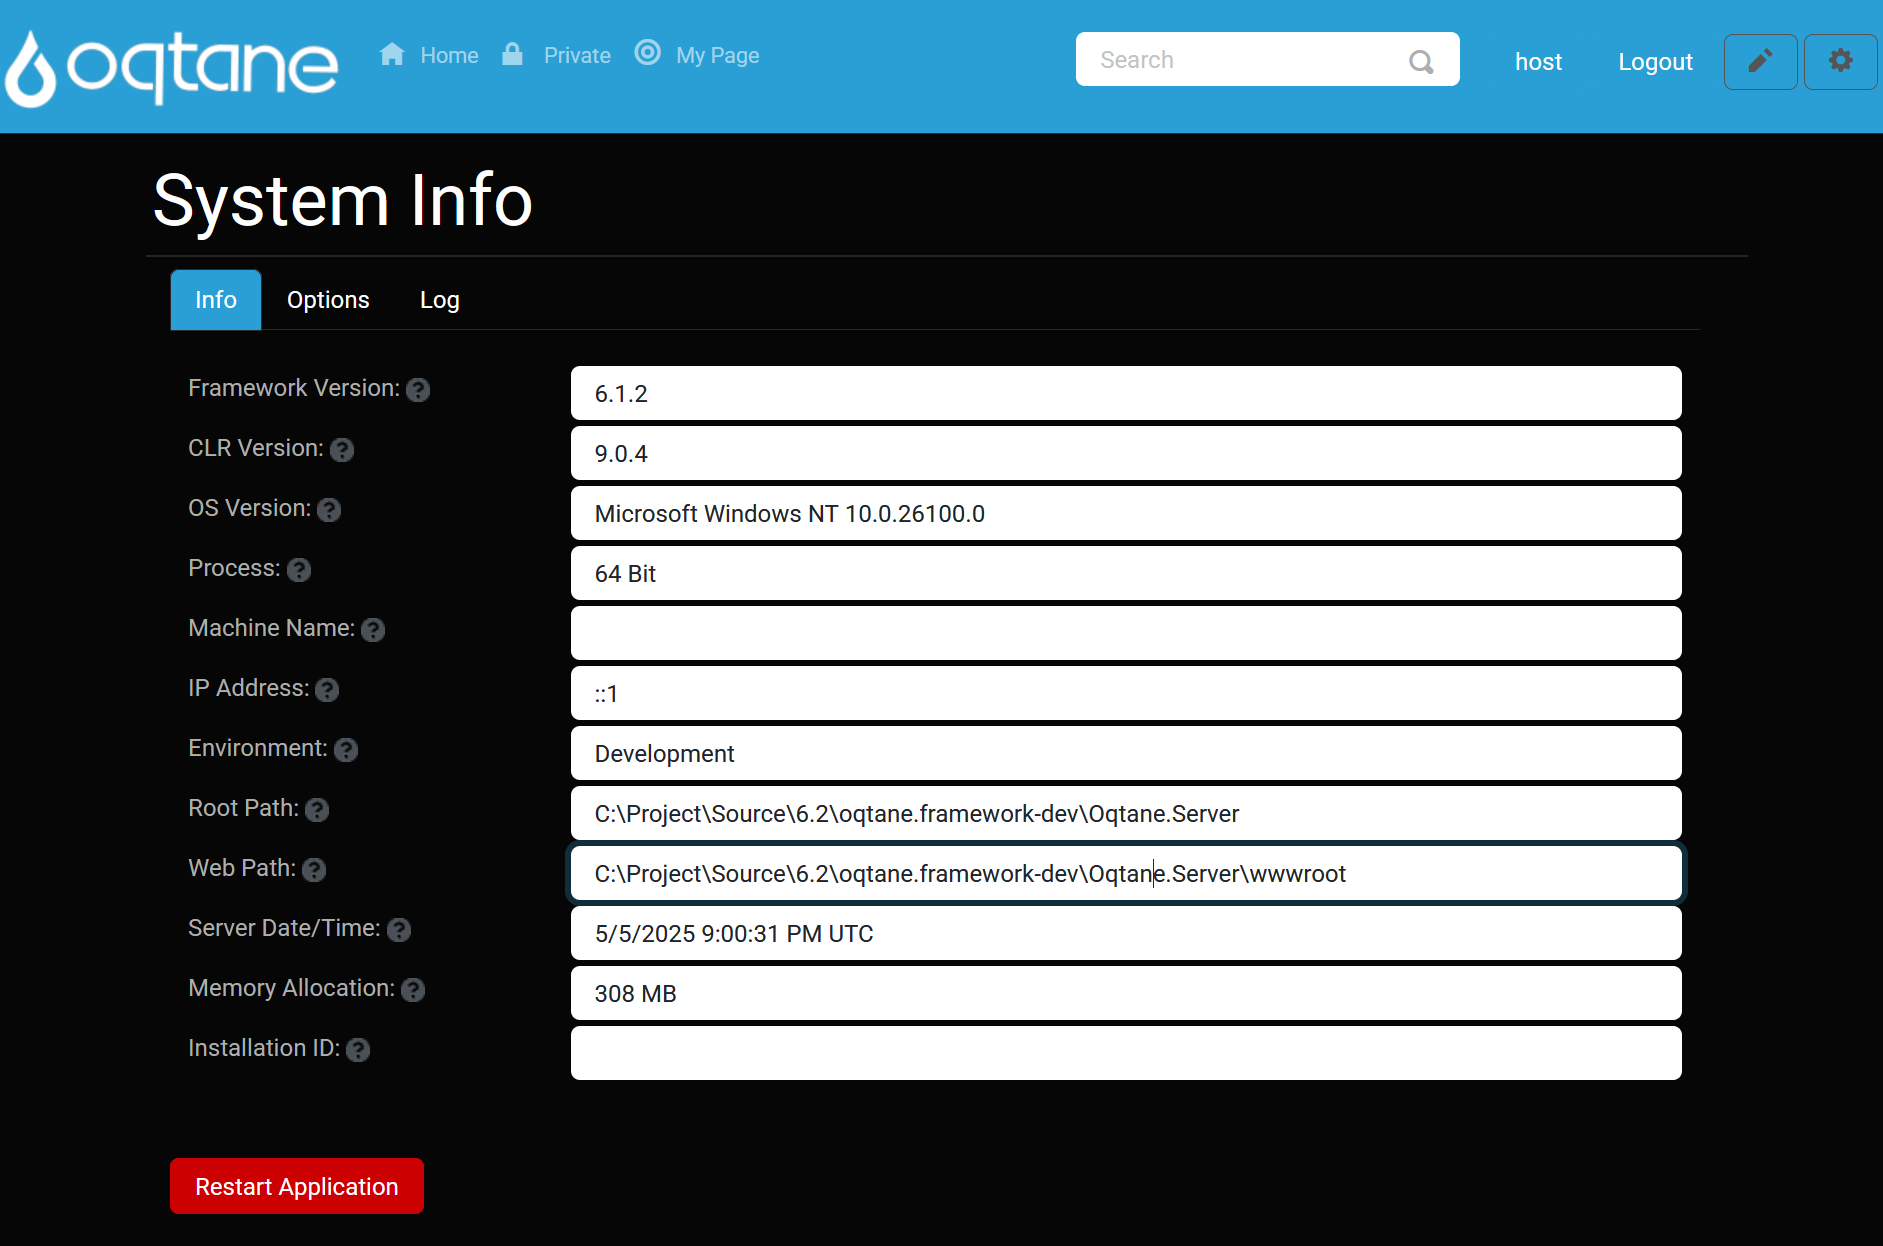 oqtane
Home Private My Page
Search
host
Logout
System Info
Info Options Log
Framework Version: ? 6.1.2
CLR Version: ? 9.0.4
OS Version: ? Microsoft Windows NT 10.0.26100.0
Process: ? 64 Bit
Machine Name: ?
IP Address: ? ::1
Environment: ? Development
Root Path: ? C:\Project\Source\6.2\oqtane.framework-dev\Oqtane.Server
Web Path: ? C:\Project\Source\6.2\oqtane.framework-dev\Oqtane.Server\wwwroot
Server Date/Time: ? 5/5/2025 9:00:31 PM UTC
Memory Allocation: ? 308 MB
Installation ID: ?
Restart Application